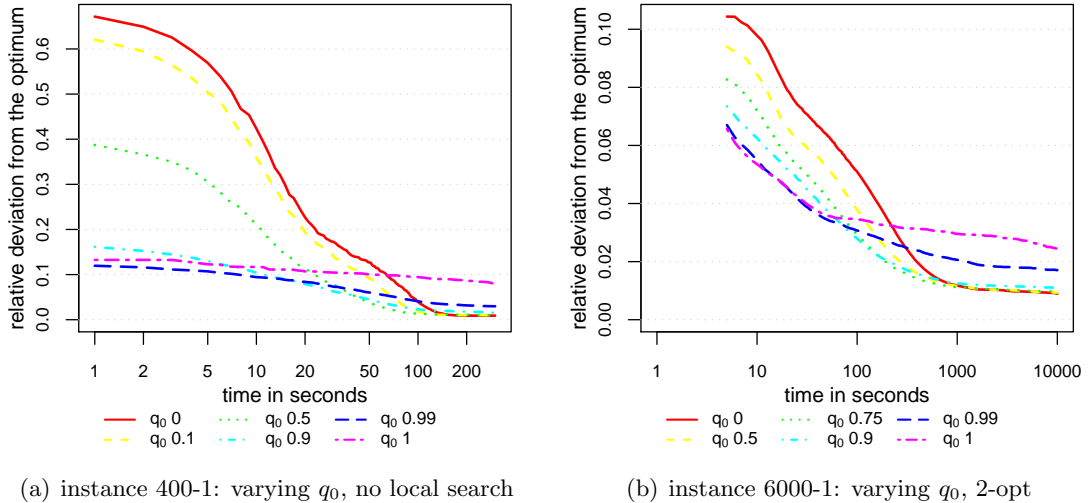 relative deviation from the optimum
0.0 0.1 0.2 0.3 0.4 0.5 0.6
1 2 5 10 20 50 100 200
time in seconds
q0 0 q0 0.5 q0 0.99
q0 0.1 q0 0.9 q0 1
(a) instance 400-1: varying q0, no local search
relative deviation from the optimum
0.00 0.02 0.04 0.06 0.08 0.10
1 10 100 1000 10000
time in seconds
q0 0 q0 0.75 q0 0.99
q0 0.5 q0 0.9 q0 1
(b) instance 6000-1: varying q0, 2-opt